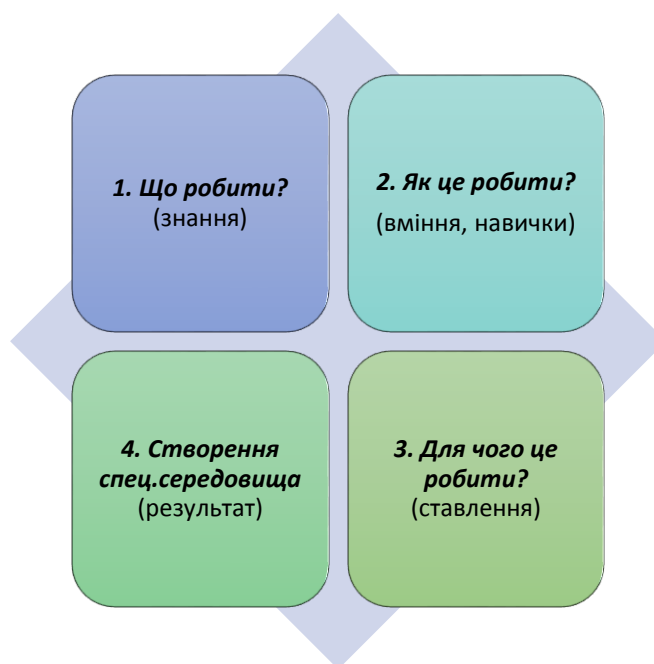 1. Що робити?
(знання)
2. Як це робити?
(вміння, навички)
4. Створення
спец.середовища
(результат)
3. Для чого це
робити?
(ставлення)